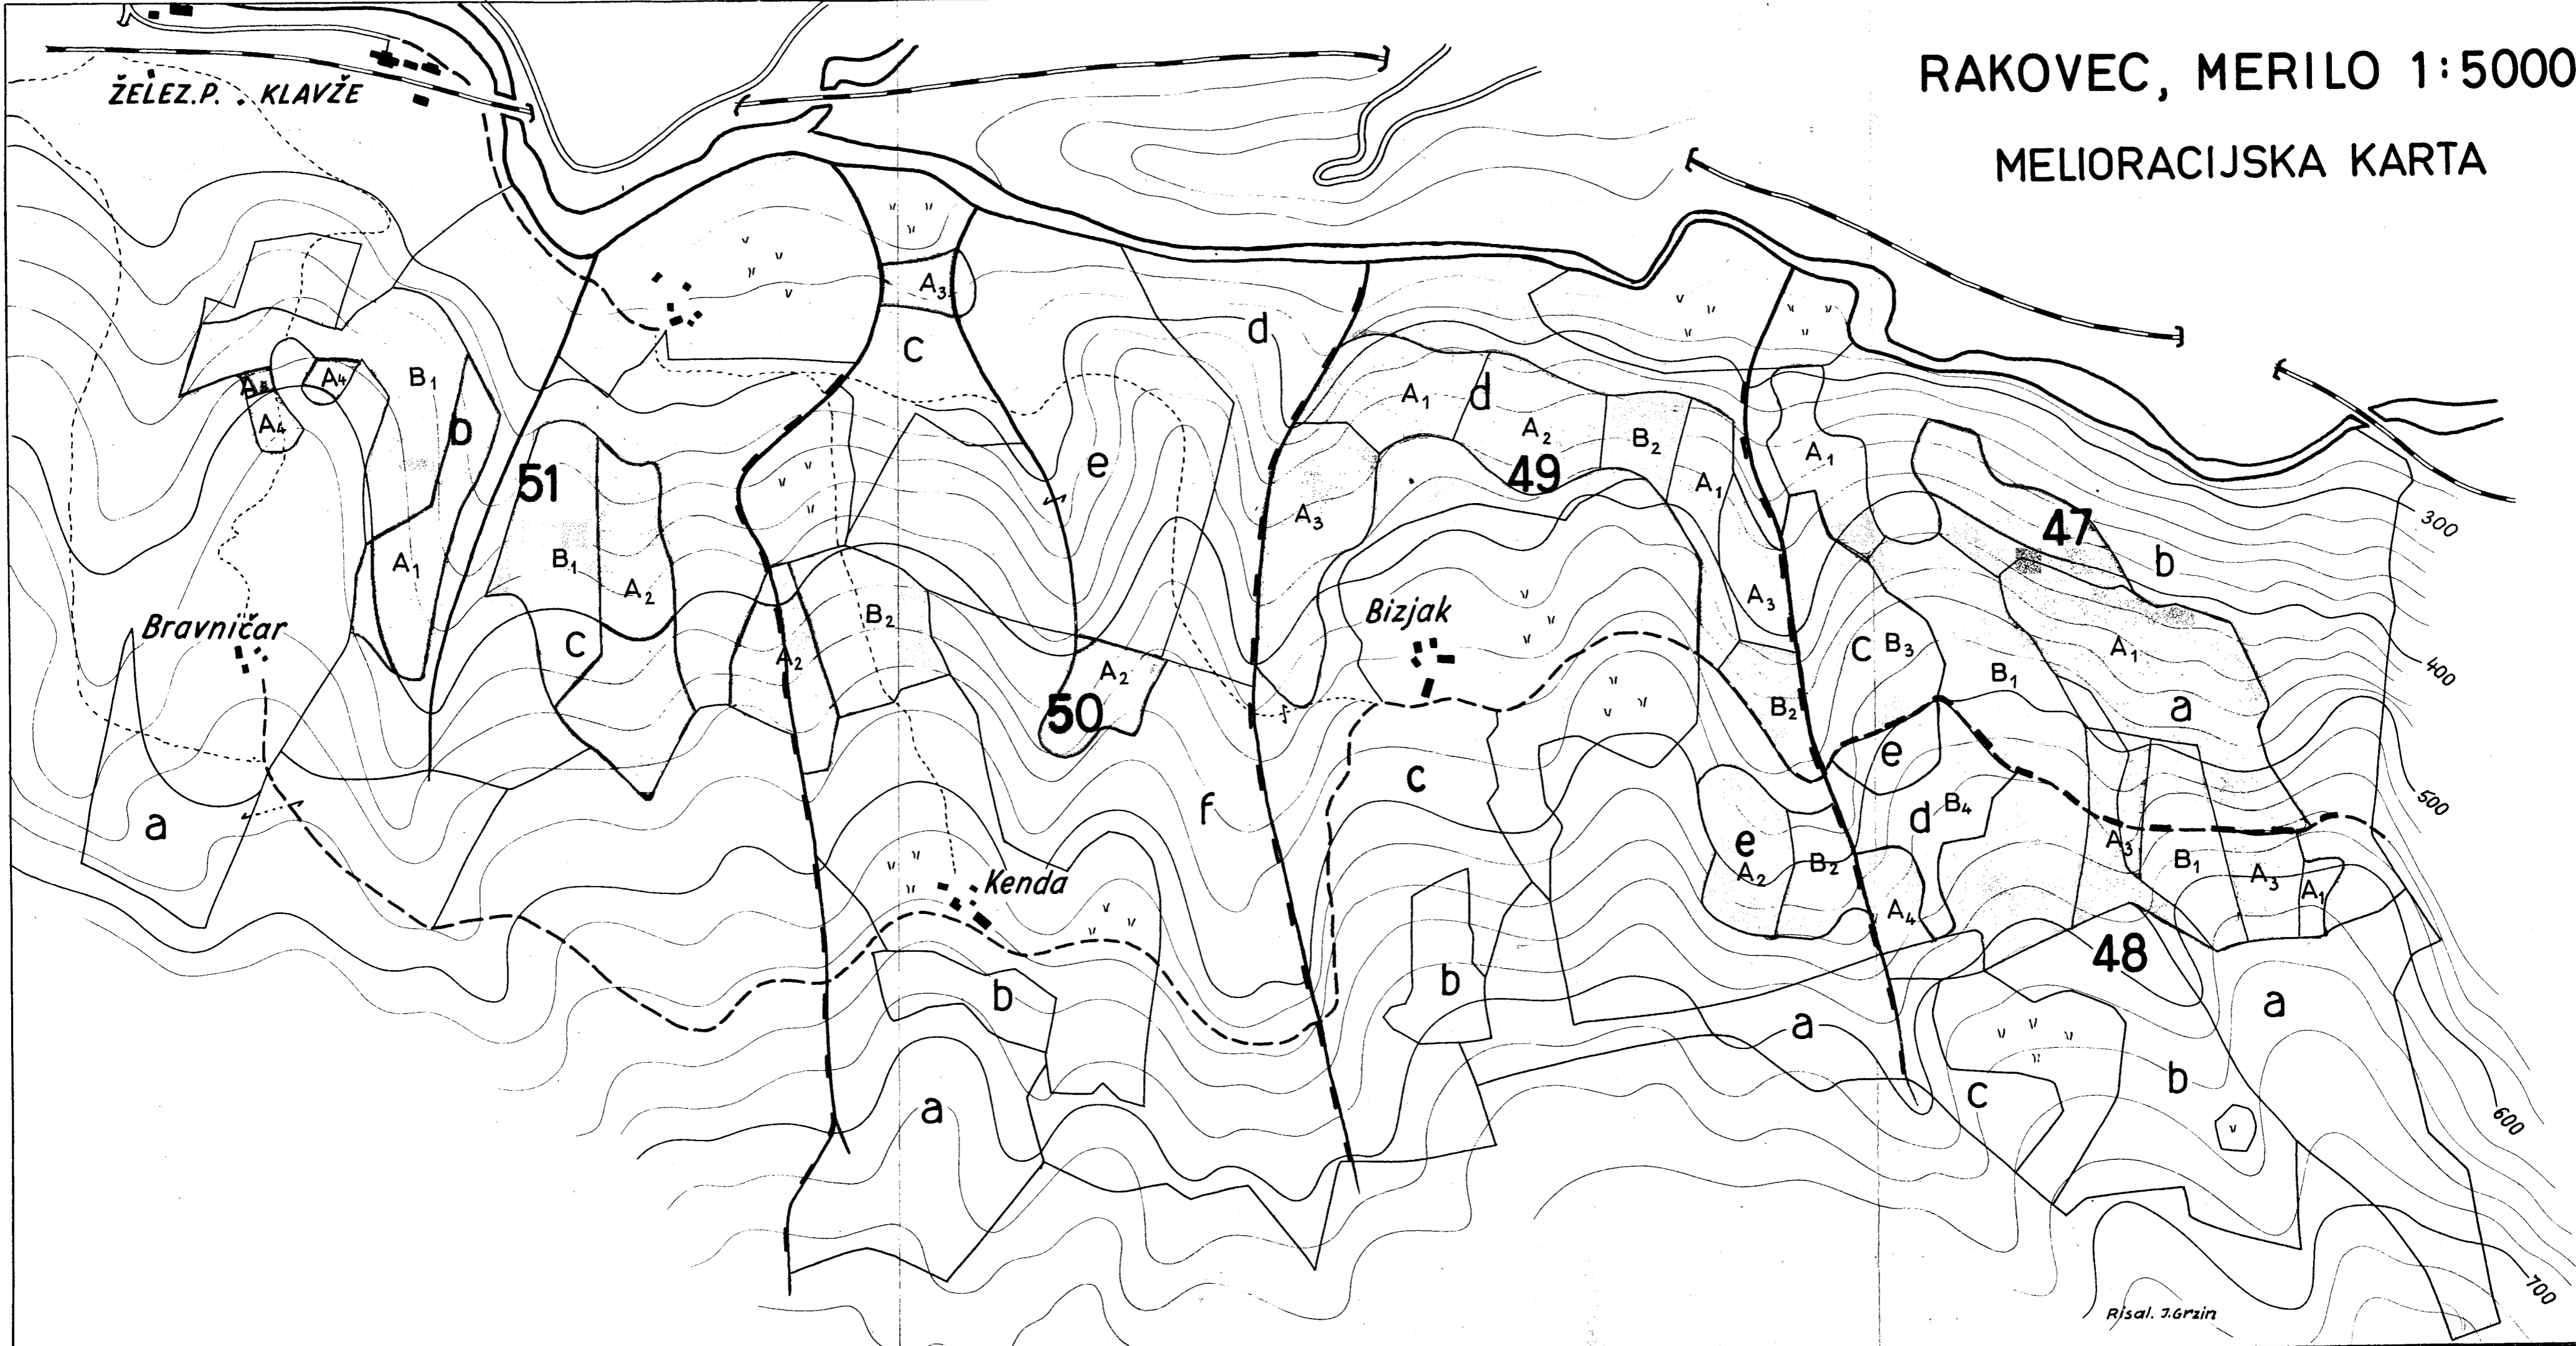 RAKOVEC, MERILO 1:5000
MELIORACIJSKA KARTA
ŽELEZ.P. KLAVŽE
A₃
c
d
A₄
B₁
A₄
b
A₁
d
A₂
B₂
A₁
A₁
51
e
49
A₃
47
300
b
B₁
A₂
A₁
A₃
Bizjak
B₂
Bravničar
c
A₂
A₂
c
B₃
B₁
A₁
400
50
B₂
a
e
c
f
500
a
d
B₄
e
A₂
B₂
A₃
B₁
A₃
A₁
Kenda
A₄
48
b
b
a
a
a
c
b
600
700
Risal. J.Grzin